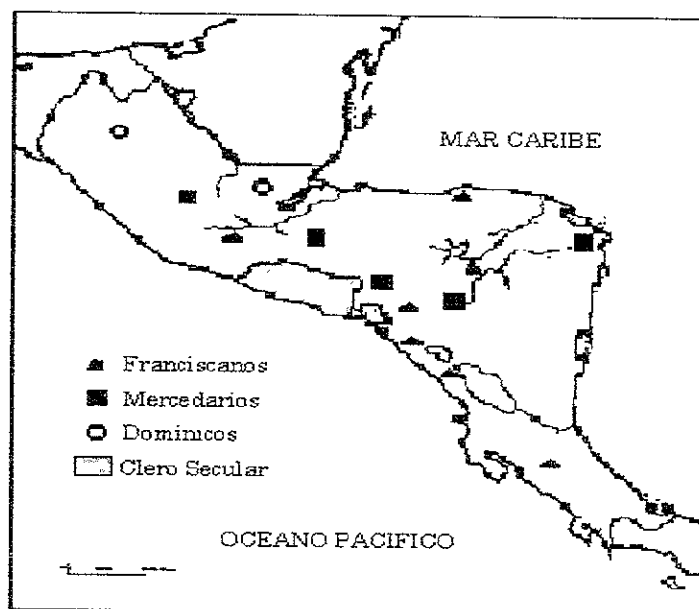 MAR CARIBE
Franciscanos
Mercedarios
Dominicos
Clero Secular
OCEANO PACIFICO